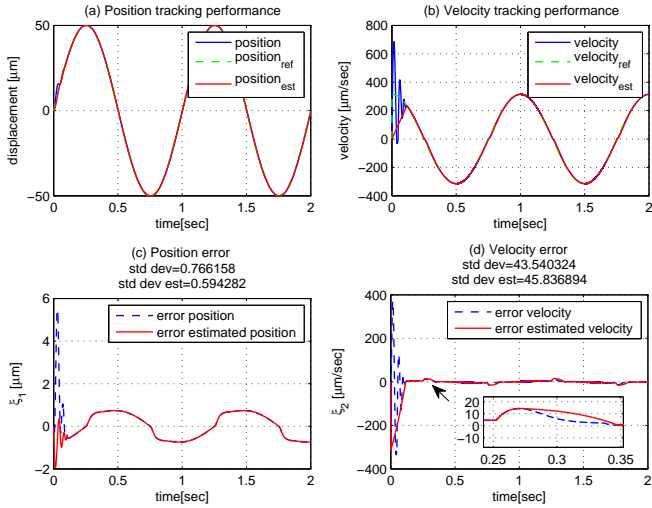 (a) Position tracking performance
50
0
−50
displacement [μm]
0 0.5 1 1.5 2
time[sec]
position
position_ref
position_est
(b) Velocity tracking performance
800
600
400
200
0
−200
−400
velocity [μm/sec]
0 0.5 1 1.5 2
time[sec]
velocity
velocity_ref
velocity_est
(c) Position error
std dev=0.766158
std dev est=0.594282
6
4
2
0
−2
ξ_1 [μm]
0 0.5 1 1.5 2
time[sec]
error position
error estimated position
(d) Velocity error
std dev=43.540324
std dev est=45.836894
400
200
0
−200
−400
ξ_2 [μm/sec]
0 0.5 1 1.5 2
time[sec]
error velocity
error estimated velocity
20
10
0
−10
0.25 0.3 0.35